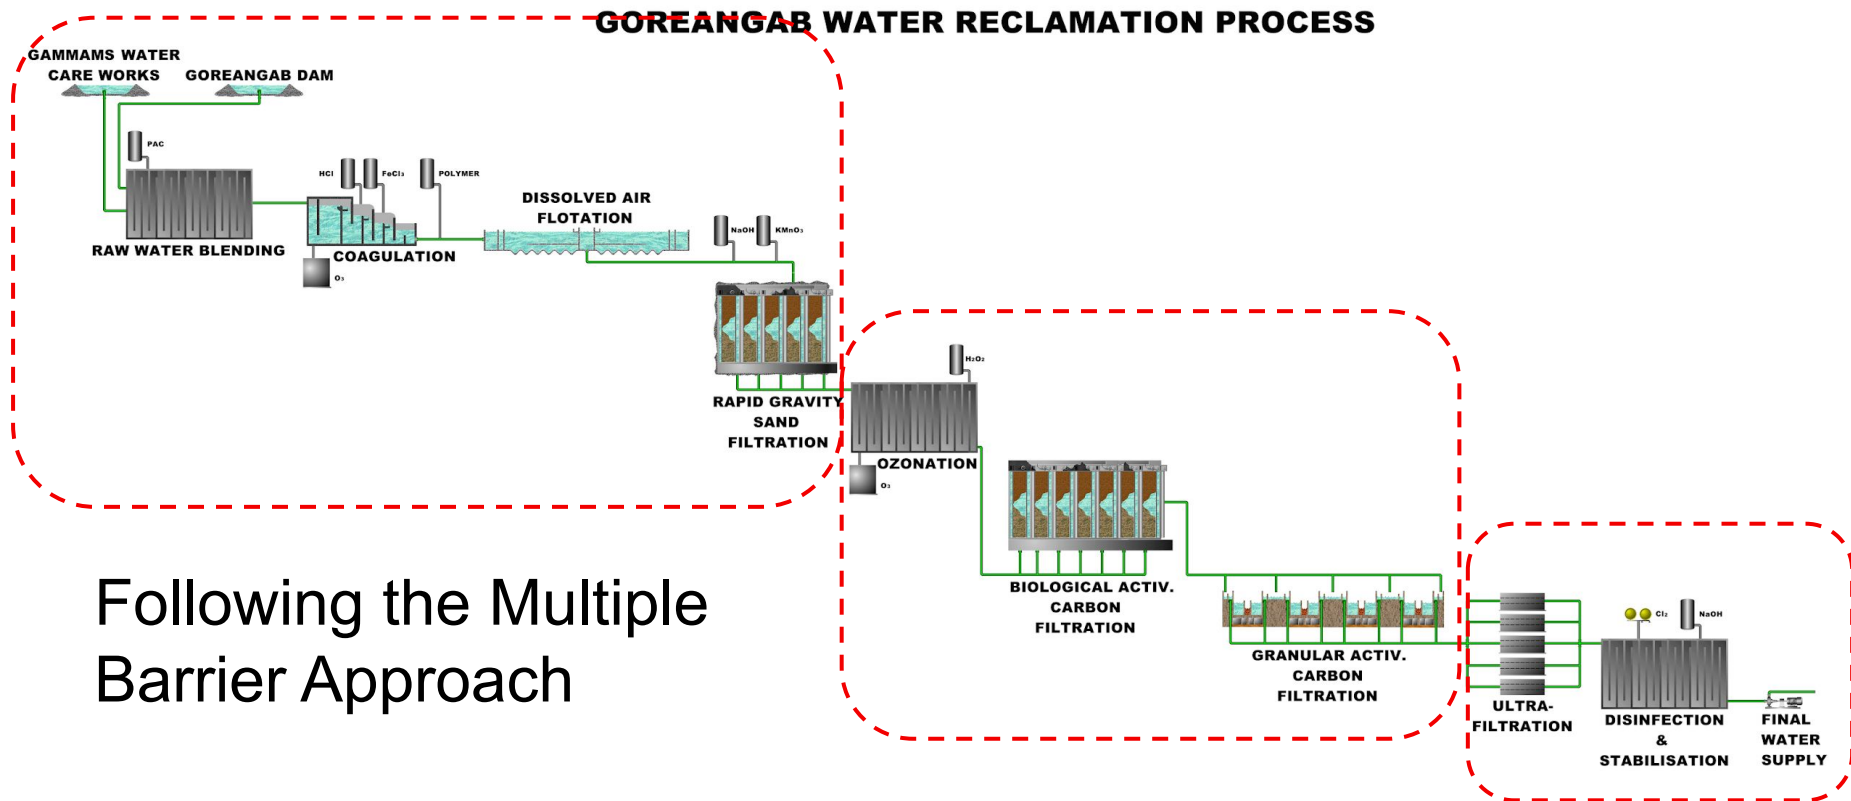 GOREANGAB WATER RECLAMATION PROCESS
GAMMAMS WATER
CARE WORKS
GOREANGAB DAM
PAC
RAW WATER BLENDING
HCl
FeCl₃
POLYMER
O₃
COAGULATION
DISSOLVED AIR
FLOTATION
NaOH
KMnO₃
RAPID GRAVITY
SAND
FILTRATION
H₂O₂
OZONATION
O₃
BIOLOGICAL ACTIV.
CARBON
FILTRATION
GRANULAR ACTIV.
CARBON
FILTRATION
ULTRA-
FILTRATION
Cl₂
NaOH
DISINFECTION
&
STABILISATION
FINAL
WATER
SUPPLY
Following the Multiple
Barrier Approach